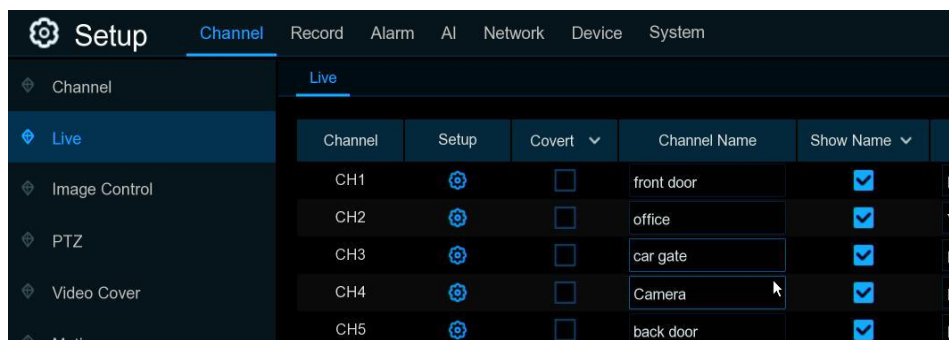 Setup Channel Record Alarm AI Network Device System
Channel
Live
Live
Image Control
PTZ
Video Cover
Channel Setup Covert Channel Name Show Name
CH1 front door
CH2 office
CH3 car gate
CH4 Camera
CH5 back door